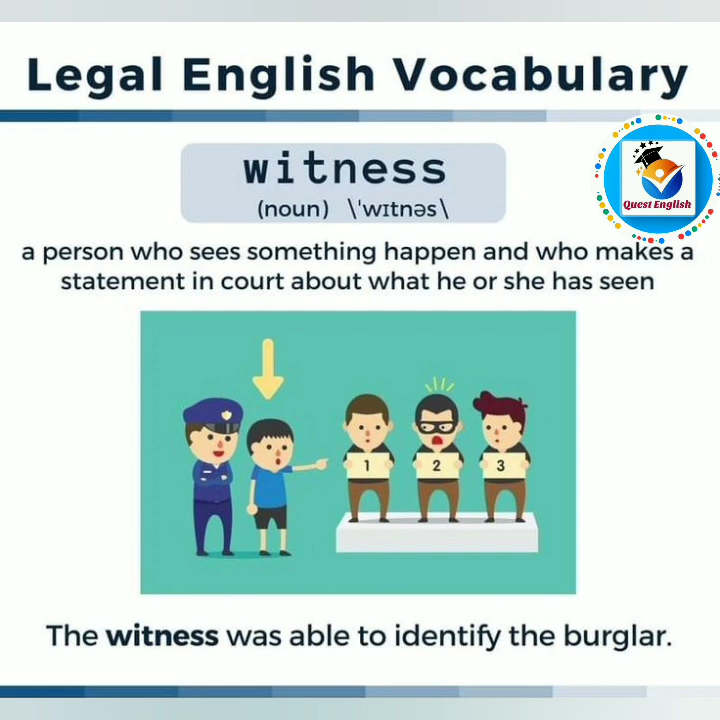 Legal English Vocabulary
witness
(noun) \ˈwɪtnəs\
Quest English
a person who sees something happen and who makes a
statement in court about what he or she has seen
1 2 3
The witness was able to identify the burglar.